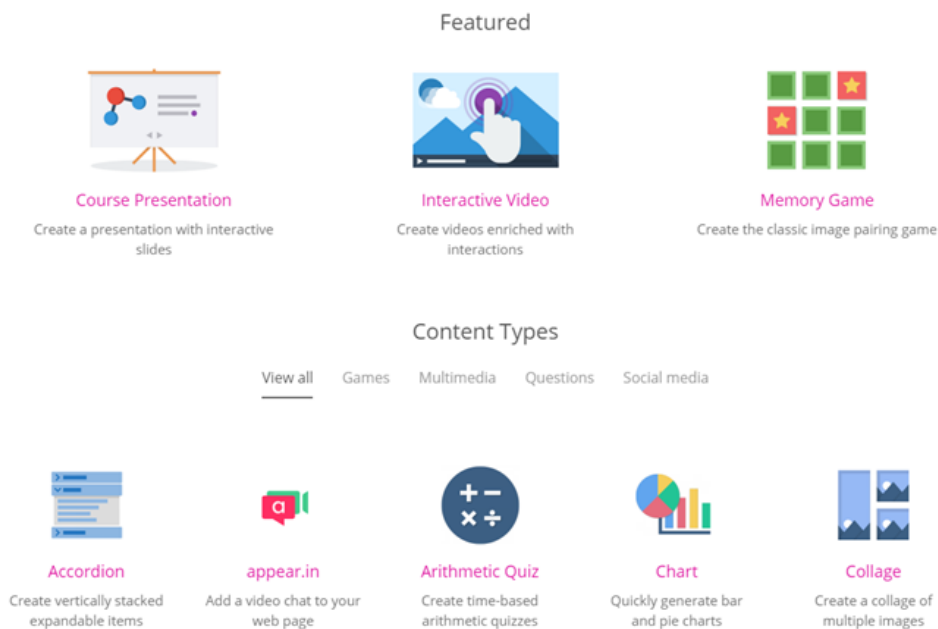 Featured
Course Presentation
Create a presentation with interactive
slides
Interactive Video
Create videos enriched with
interactions
Memory Game
Create the classic image pairing game
Content Types
View all Games Multimedia Questions Social media
a
Accordion
Create vertically stacked
expandable items
appear.in
Add a video chat to your
web page
Arithmetic Quiz
Create time-based
arithmetic quizzes
Chart
Quickly generate bar
and pie charts
Collage
Create a collage of
multiple images